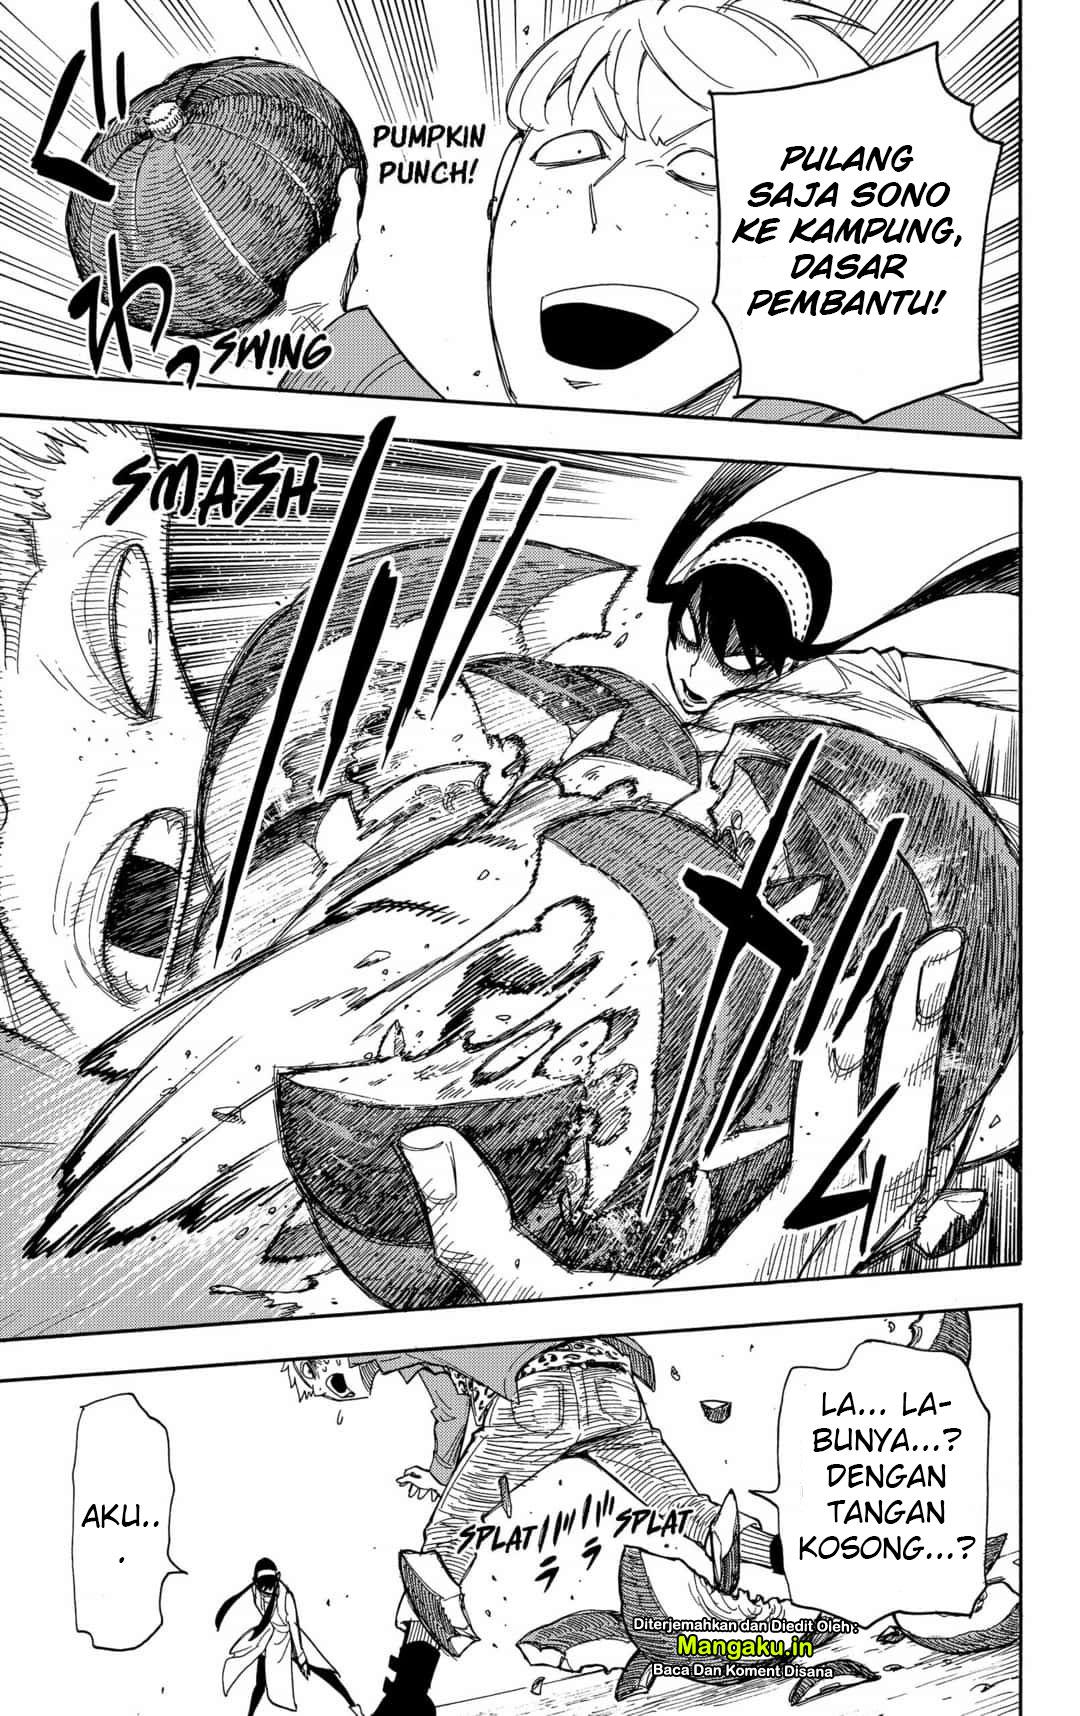 PULANG
SAJA SONO
KE KAMPUNG,
DASAR
PEMBANTU!
PUMPKIN
PUNCH!
SWING
SMASH
LA... LA-
BUNYA...?
DENGAN
TANGAN
KOSONG...?
SPLAT
SPLAT
AKU..
.
Diterjemahkan dan Diedit Oleh :
Mangaku.in
Baca Dan Koment Disana